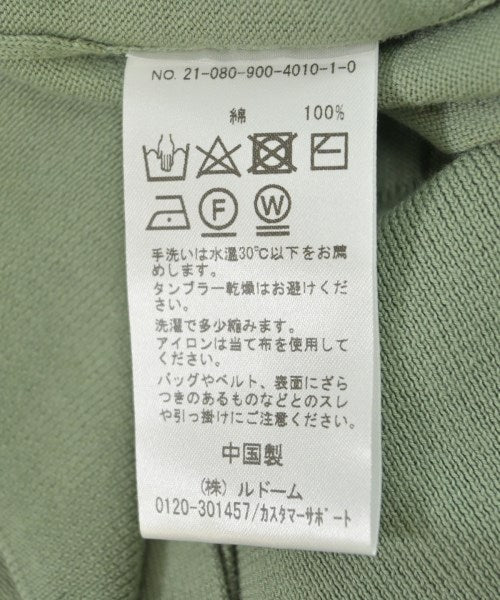 NO. 21-080-900-4010-1-0
綿 100%
F W
手洗いは水温30℃以下をお薦
めします。
タンブラー乾燥はお避けくだ
さい。
洗濯で多少縮みます。
アイロンは当て布を使用して
ください。
バッグやベルト、表面にざら
つきのあるものなどとのスレ
や引っ掛けにご注意ください。
中国製
(株) ルドーム
0120-301457/カスタマーサポート